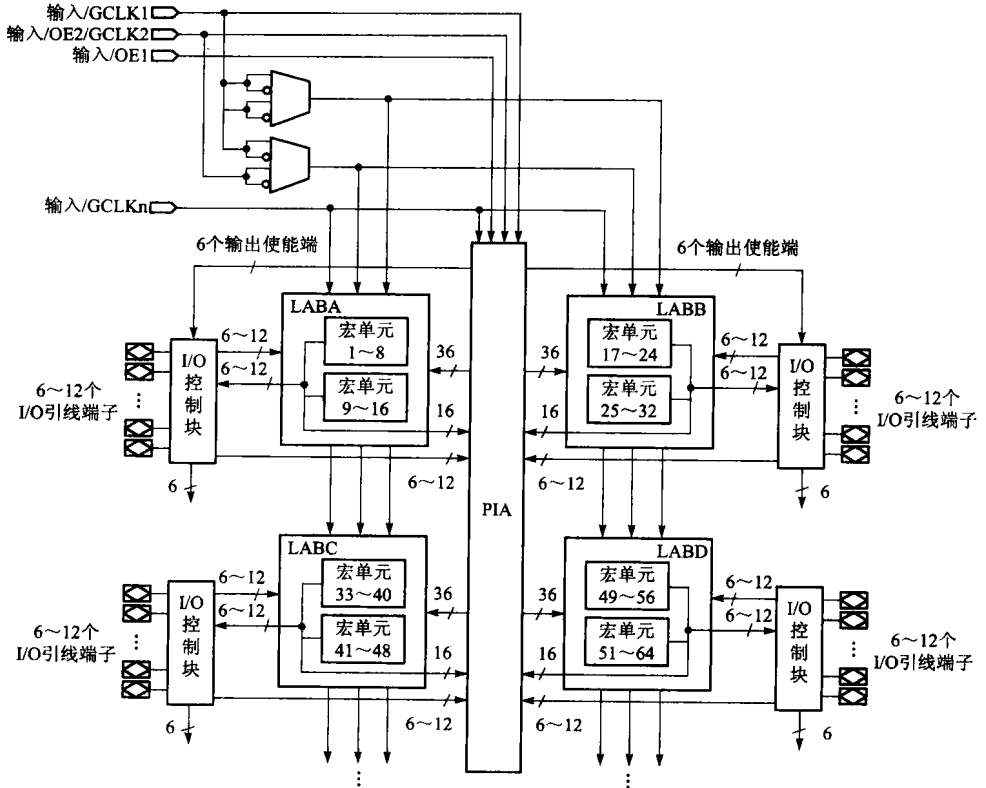 输入/GCLK1
输入/OE2/GCLK2
输入/OE1
输入/GCLKn
6个输出使能端
6个输出使能端
LABA
宏单元
1～8
宏单元
9～16
LABB
宏单元
17～24
宏单元
25～32
6～12
6～12
36
16
6～12
36
16
6～12
6～12
6～12
I/O
控
制
块
6～12个
I/O引线端子
6
I/O
控
制
块
6～12个
I/O引线端子
6
PIA
LABC
宏单元
33～40
宏单元
41～48
LABD
宏单元
49～56
宏单元
51～64
6～12
6～12
36
16
6～12
36
16
6～12
6～12
6～12
I/O
控
制
块
6～12个
I/O引线端子
6
I/O
控
制
块
6～12个
I/O引线端子
6